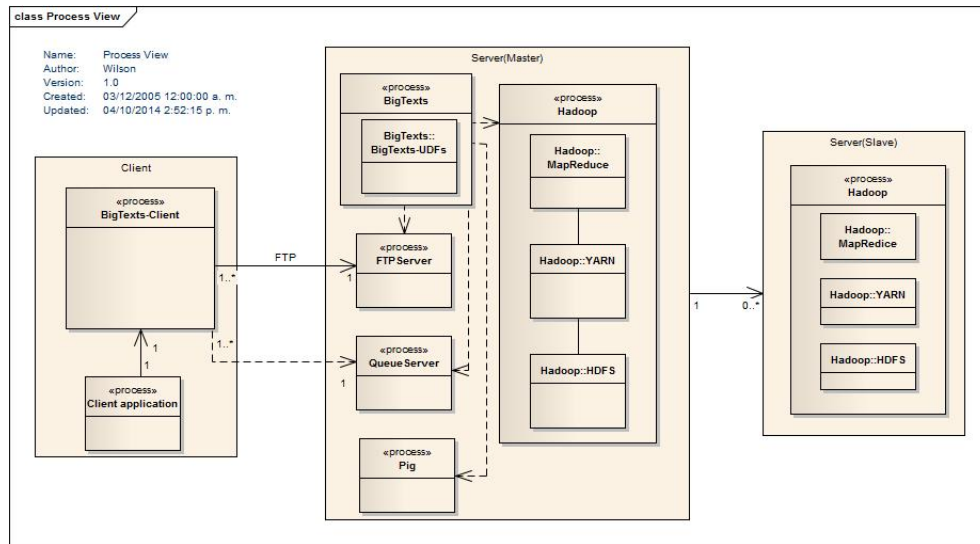 class Process View
Name: Process View
Author: Wilson
Version: 1.0
Created: 03/12/2005 12:00:00 a. m.
Updated: 04/10/2014 2:52:15 p. m.
Client
«process»
BigTexts-Client
1
1
«process»
Client application
FTP
1..*
1
1..*
1
Server(Master)
«process»
BigTexts
BigTexts::
BigTexts-UDFs
«process»
FTPServer
«process»
QueueServer
«process»
Pig
«process»
Hadoop
Hadoop::
MapReduce
Hadoop::YARN
Hadoop::HDFS
1
0..*
Server(Slave)
«process»
Hadoop
Hadoop::
MapRedice
Hadoop::YARN
Hadoop::HDFS